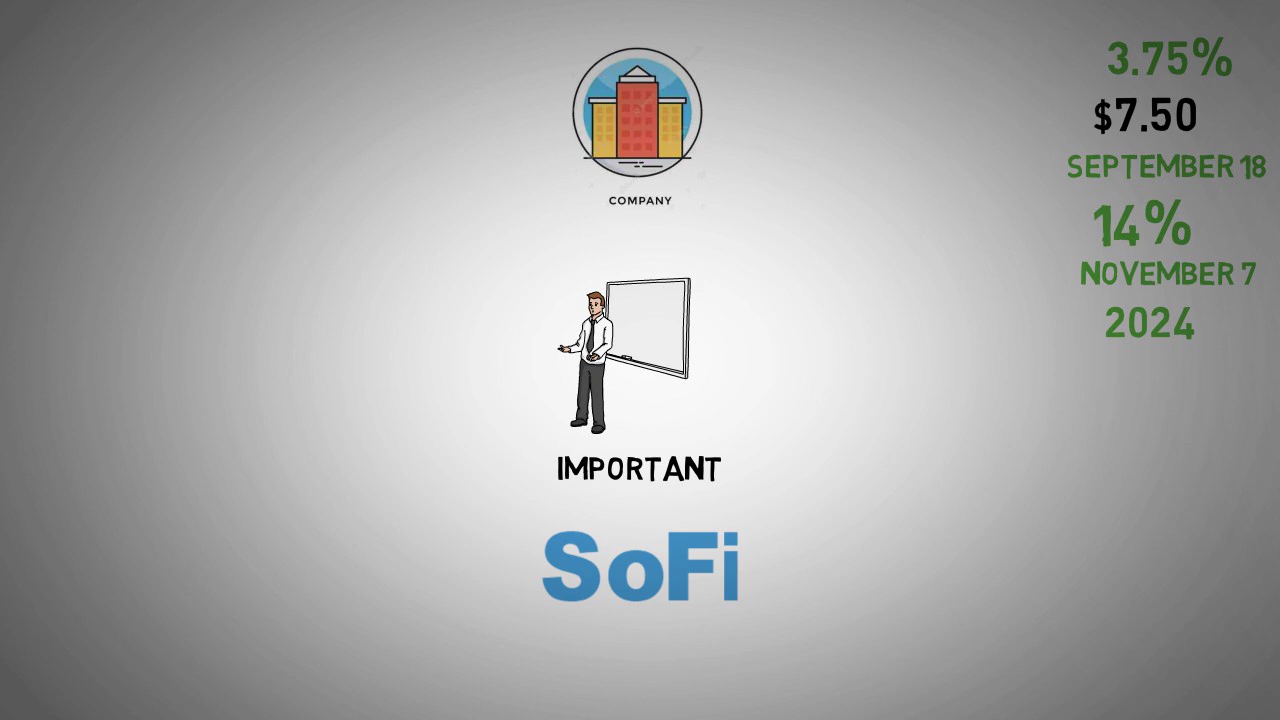 COMPANY
IMPORTANT
SoFi
3.75%
$7.50
SEPTEMBER 18
14%
NOVEMBER 7
2024